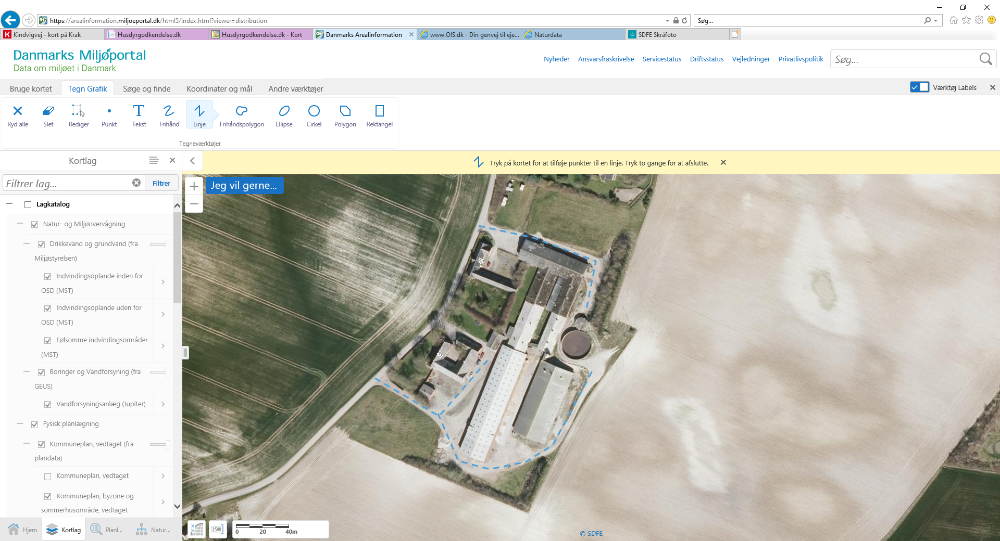 https://arealinformation.miljoeportal.dk/html5/index.html?viewer=distribution
Søg...
Kindvigvej - kort på Krak
Husdyrgodkendelse.dk
Husdyrgodkendelse.dk - Kort
Danmarks Arealinformation
www.OIS.dk - Din genvej til eje...
Naturdata
SDFE Skråfoto
Danmarks Miljøportal
Data om miljøet i Danmark
Nyheder
Ansvarsfraskrivelse
Servicestatus
Driftsstatus
Vejledninger
Privatlivspolitik
Søg...
Bruge kortet
Tegn Grafik
Søge og finde
Koordinater og mål
Andre værktøjer
Værktøj Labels
Ryd alle
Slet
Rediger
Punkt
Tekst
Frihånd
Linje
Frihåndspolygon
Ellipse
Cirkel
Polygon
Rektangel
Tegneværktøjer
Kortlag
Tryk på kortet for at tilføje punkter til en linje. Tryk to gange for at afslutte.
Filtrer lag...
Filtrer
Jeg vil gerne...
Lagkatalog
Natur- og Miljøovervågning
Drikkevand og grundvand (fra
Miljøstyrelsen)
Indvindingsoplande inden for
OSD (MST)
Indvindingsoplande uden for
OSD (MST)
Følsomme indvindingsområder
(MST)
Boringer og Vandforsyning (fra
GEUS)
Vandforsyningsanlæg (Jupiter)
Fysisk planlægning
Kommuneplan, vedtaget (fra
plandata)
Kommuneplan, vedtaget
Kommuneplan, byzone og
sommerhusområde, vedtaget
Hjem
Kortlag
Planl...
Natur...
1:500
0 20 40m
© SDFE